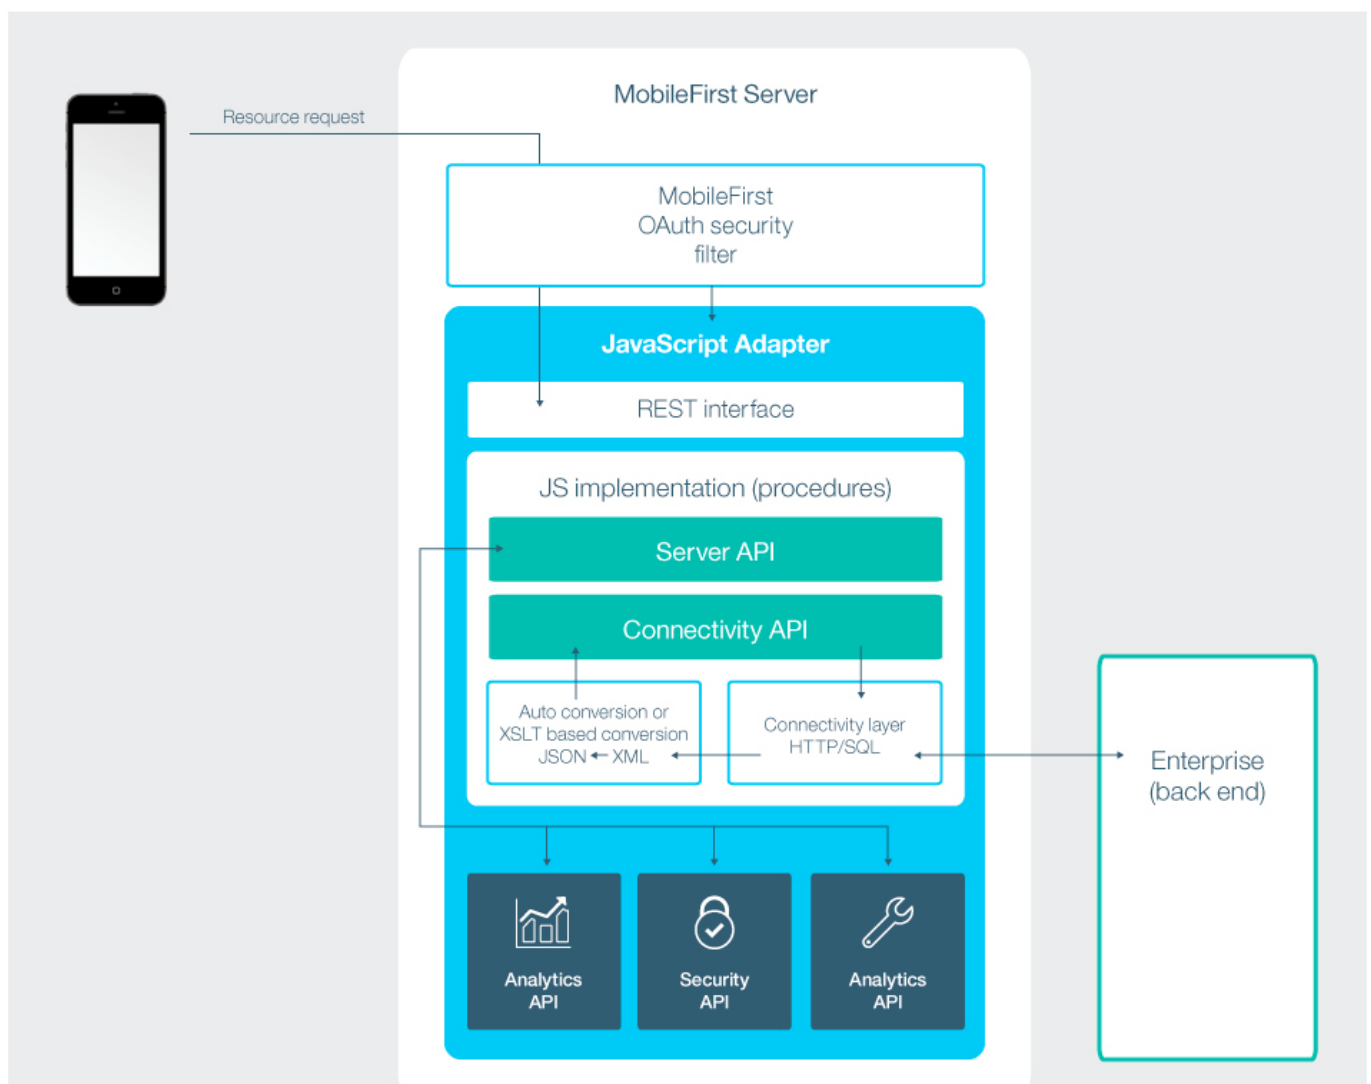 MobileFirst Server
Resource request
MobileFirst
OAuth security
filter
JavaScript Adapter
REST interface
JS implementation (procedures)
Server API
Connectivity API
Auto conversion or
XSLT based conversion
JSON ← XML
Connectivity layer
HTTP/SQL
Enterprise
(back end)
Analytics
API
Security
API
Analytics
API